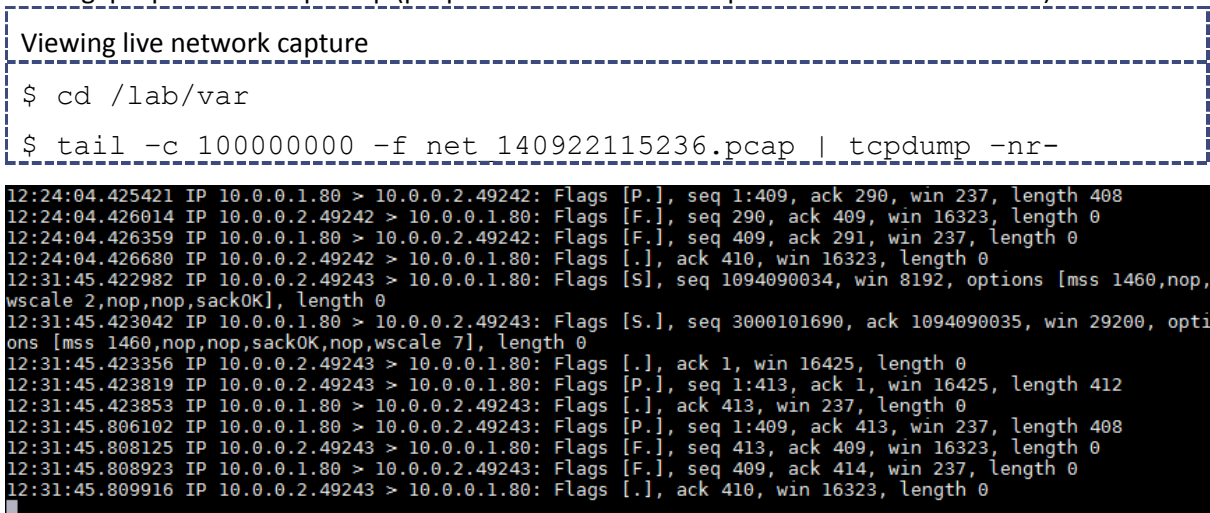 Viewing live network capture
$ cd /lab/var
$ tail –c 100000000 –f net_140922115236.pcap | tcpdump –nr-
12:24:04.425421 IP 10.0.0.1.80 > 10.0.0.2.49242: Flags [P.], seq 1:409, ack 290, win 237, length 408
12:24:04.426014 IP 10.0.0.2.49242 > 10.0.0.1.80: Flags [F.], seq 290, ack 409, win 16323, length 0
12:24:04.426359 IP 10.0.0.1.80 > 10.0.0.2.49242: Flags [F.], seq 409, ack 291, win 237, length 0
12:24:04.426680 IP 10.0.0.2.49242 > 10.0.0.1.80: Flags [.], ack 410, win 16323, length 0
12:31:45.422982 IP 10.0.0.2.49243 > 10.0.0.1.80: Flags [S], seq 1094090034, win 8192, options [mss 1460,nop,
wscale 2,nop,nop,sackOK], length 0
12:31:45.423042 IP 10.0.0.1.80 > 10.0.0.2.49243: Flags [S.], seq 3000101690, ack 1094090035, win 29200, opti
ons [mss 1460,nop,nop,sackOK,nop,wscale 7], length 0
12:31:45.423356 IP 10.0.0.2.49243 > 10.0.0.1.80: Flags [.], ack 1, win 16425, length 0
12:31:45.423819 IP 10.0.0.2.49243 > 10.0.0.1.80: Flags [P.], seq 1:413, ack 1, win 16425, length 412
12:31:45.423853 IP 10.0.0.1.80 > 10.0.0.2.49243: Flags [.], ack 413, win 237, length 0
12:31:45.806102 IP 10.0.0.1.80 > 10.0.0.2.49243: Flags [P.], seq 1:409, ack 413, win 237, length 408
12:31:45.808125 IP 10.0.0.2.49243 > 10.0.0.1.80: Flags [F.], seq 413, ack 409, win 16323, length 0
12:31:45.808923 IP 10.0.0.1.80 > 10.0.0.2.49243: Flags [F.], seq 409, ack 414, win 237, length 0
12:31:45.809916 IP 10.0.0.2.49243 > 10.0.0.1.80: Flags [.], ack 410, win 16323, length 0